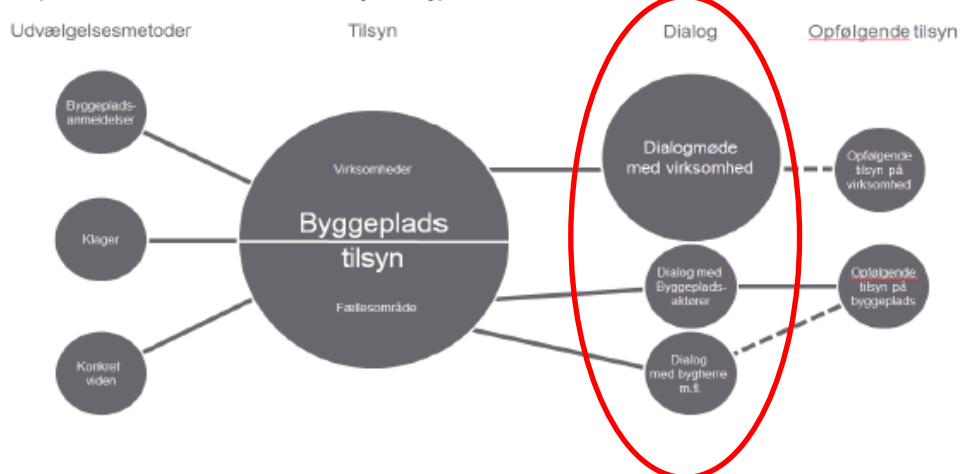 Udvælgelsesmetoder
Tilsyn
Dialog
Opfølgende tilsyn
Byggeplads-
anmeldelser
Klager
Konkret
viden
Virksomheder
Byggeplads
tilsyn
Fællesområde
Dialogmøde
med virksomhed
Dialog med
Byggeplads-
aktører
Dialog
med bygherre
m.fl.
Opfølgende
tilsyn på
virksomhed
Opfølgende
tilsyn på
byggeplads